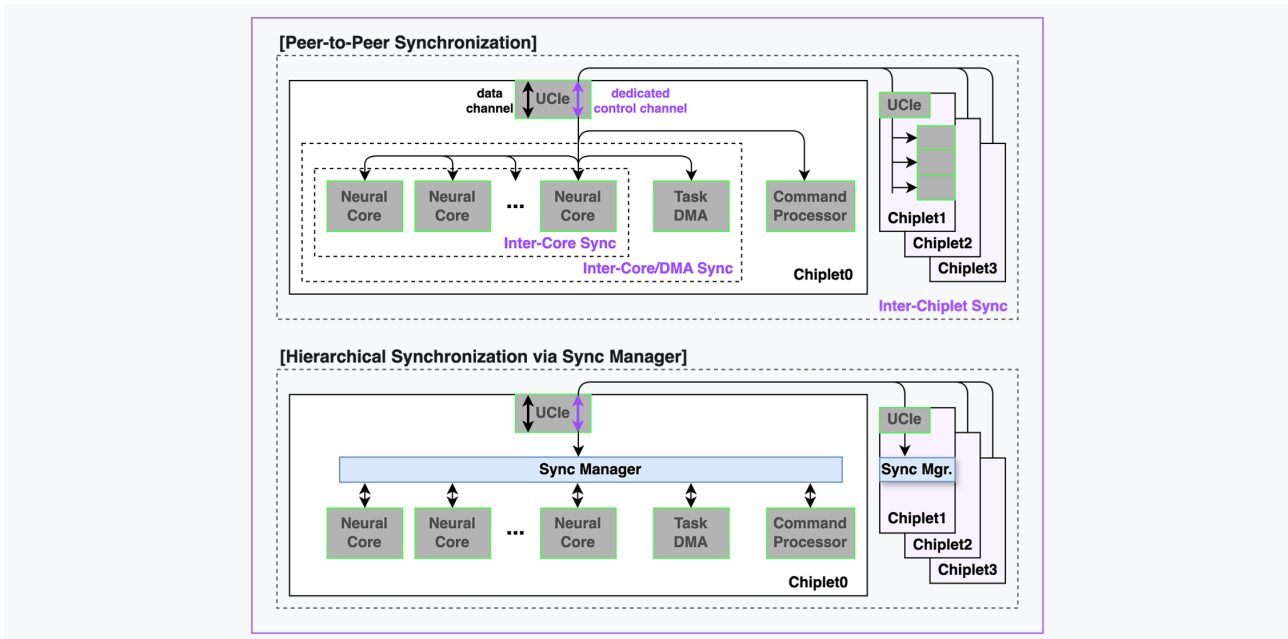 [Peer-to-Peer Synchronization]
data
channel
UCIe
dedicated
control channel
UCIe
Neural
Core
Neural
Core
...
Neural
Core
Task
DMA
Command
Processor
Inter-Core Sync
Inter-Core/DMA Sync
Chiplet0
Chiplet1
Chiplet2
Chiplet3
Inter-Chiplet Sync
[Hierarchical Synchronization via Sync Manager]
UCIe
UCIe
Sync Manager
Sync Mgr.
Neural
Core
Neural
Core
...
Neural
Core
Task
DMA
Command
Processor
Chiplet0
Chiplet1
Chiplet2
Chiplet3